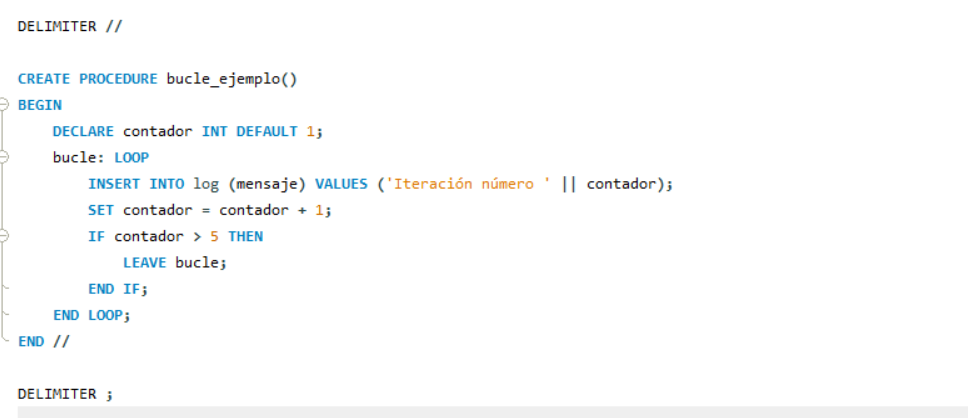 DELIMITER //
CREATE PROCEDURE bucle_ejemplo()
BEGIN
    DECLARE contador INT DEFAULT 1;
    bucle: LOOP
        INSERT INTO log (mensaje) VALUES ('Iteración número ' || contador);
        SET contador = contador + 1;
        IF contador > 5 THEN
            LEAVE bucle;
        END IF;
    END LOOP;
END //
DELIMITER ;